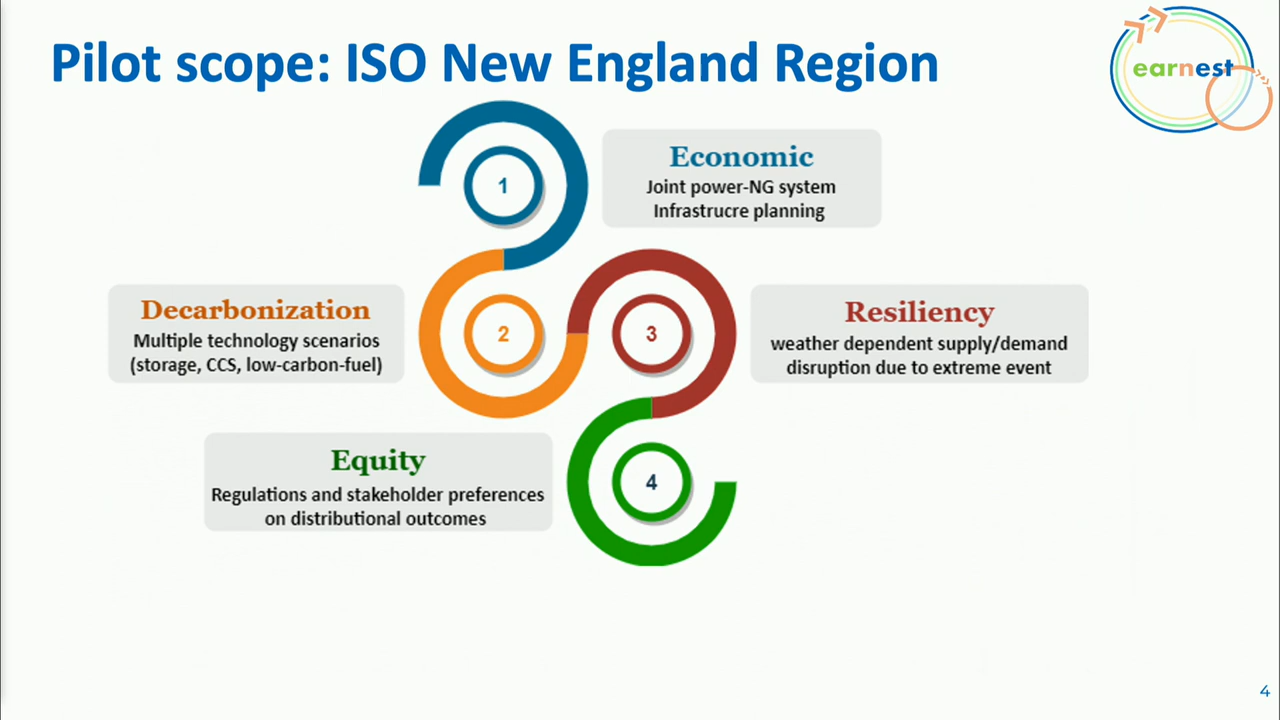 Pilot scope: ISO New England Region
earnest
1
Economic
Joint power-NG system
Infrastrucre planning
Decarbonization
Multiple technology scenarios
(storage, CCS, low-carbon-fuel)
2
3
Resiliency
weather dependent supply/demand
disruption due to extreme event
Equity
Regulations and stakeholder preferences
on distributional outcomes
4
4